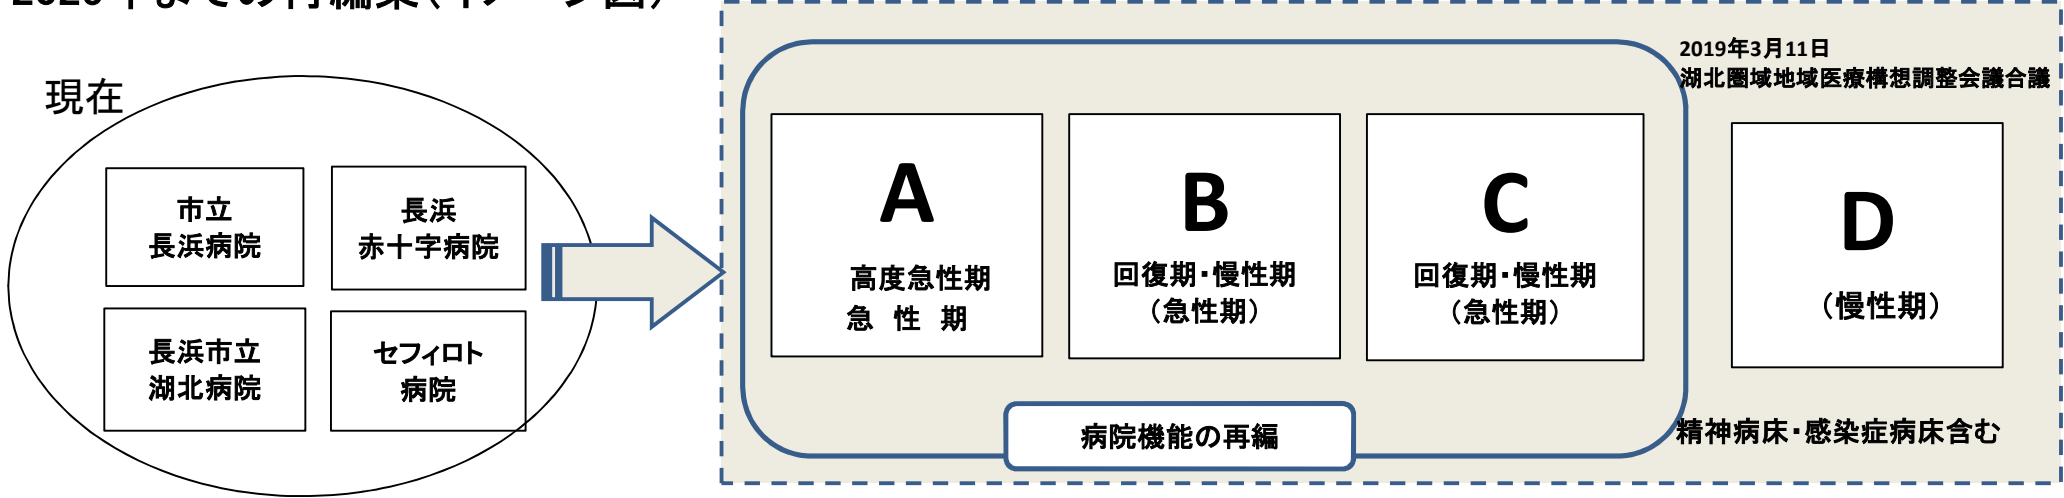 現在
市立
長浜病院
長浜
赤十字病院
長浜市立
湖北病院
セフィロト
病院
2019年3月11日
湖北圏域地域医療構想調整会議合議
A
高度急性期
急 性 期
B
回復期・慢性期
（急性期）
C
回復期・慢性期
（急性期）
D
（慢性期）
病院機能の再編
精神病床・感染症病床含む